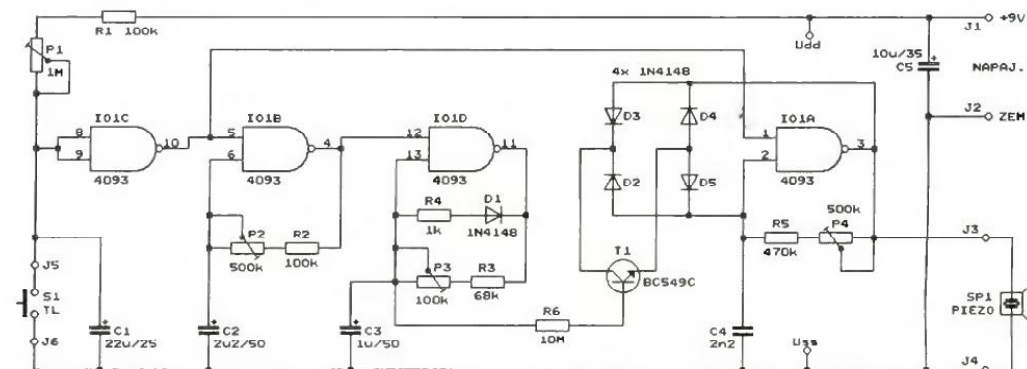 R1 100k
P1
1M
Udd
J1 +9V
10u/35
C5
NAPAJ.
J2
ZEM
4x 1N4148
D3
D4
D2
D5
IO1C
8
9
10
4093
IO1B
5
6
4
4093
IO1D
12
13
11
4093
IO1A
1
2
3
4093
R4
1k
D1
1N4148
P2
500k
R2
100k
P3
100k
R3
68k
T1
BC549C
R5
470k
500k
P4
J3
J5
S1
TL
J6
C1
22u/25
C2
2u2/50
C3
1u/50
R6
10M
C4
2n2
Uss
SP1
PIEZO
J4